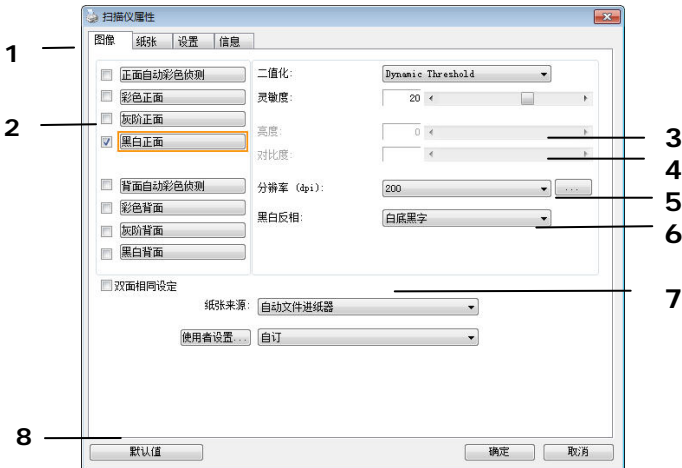 扫描仪属性
图像 纸张 设置 信息
1
正面自动彩色侦测 二值化: Dynamic Threshold
彩色正面 灵敏度: 20
2
灰阶正面
黑白正面 亮度: 0
3
对比度:
4
背面自动彩色侦测 分辨率 (dpi): 200 ...
5
彩色背面 黑白反相: 白底黑字
6
灰阶背面
黑白背面
双面相同设定
7
纸张来源: 自动文件进纸器
使用者设置... 自订
8
默认值 确定 取消